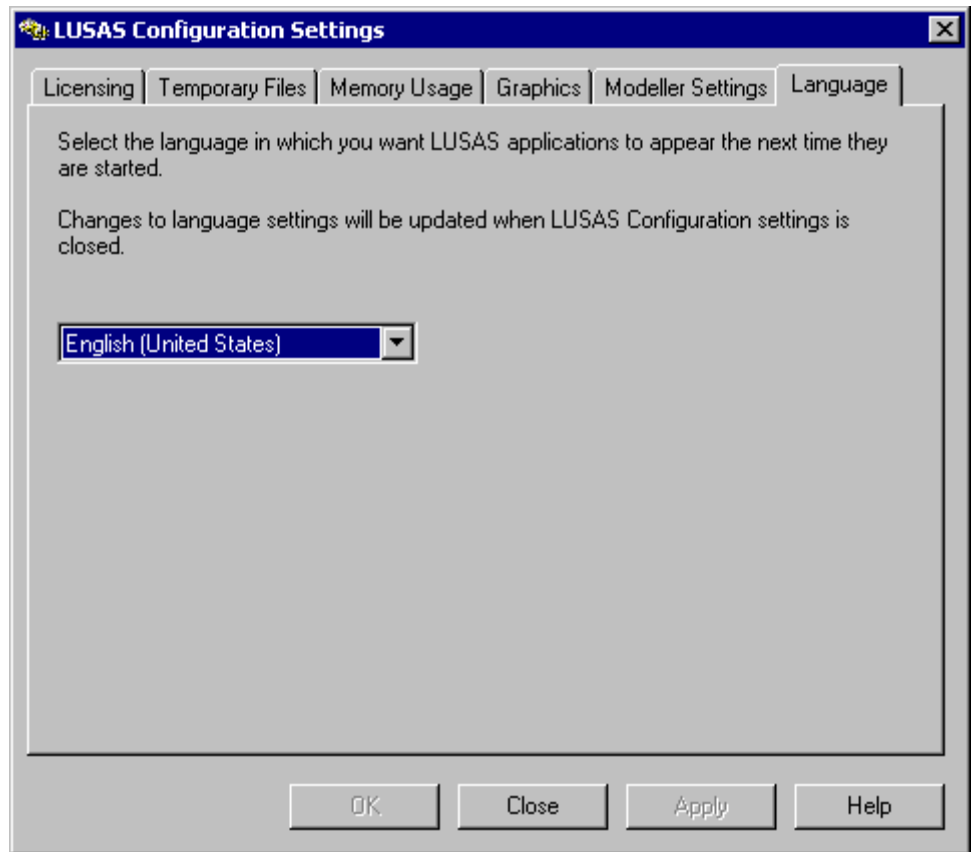 LUSAS Configuration Settings
Licensing Temporary Files Memory Usage Graphics Modeller Settings Language
Select the language in which you want LUSAS applications to appear the next time they
are started.
Changes to language settings will be updated when LUSAS Configuration settings is
closed.
English (United States)
OK Close Apply Help